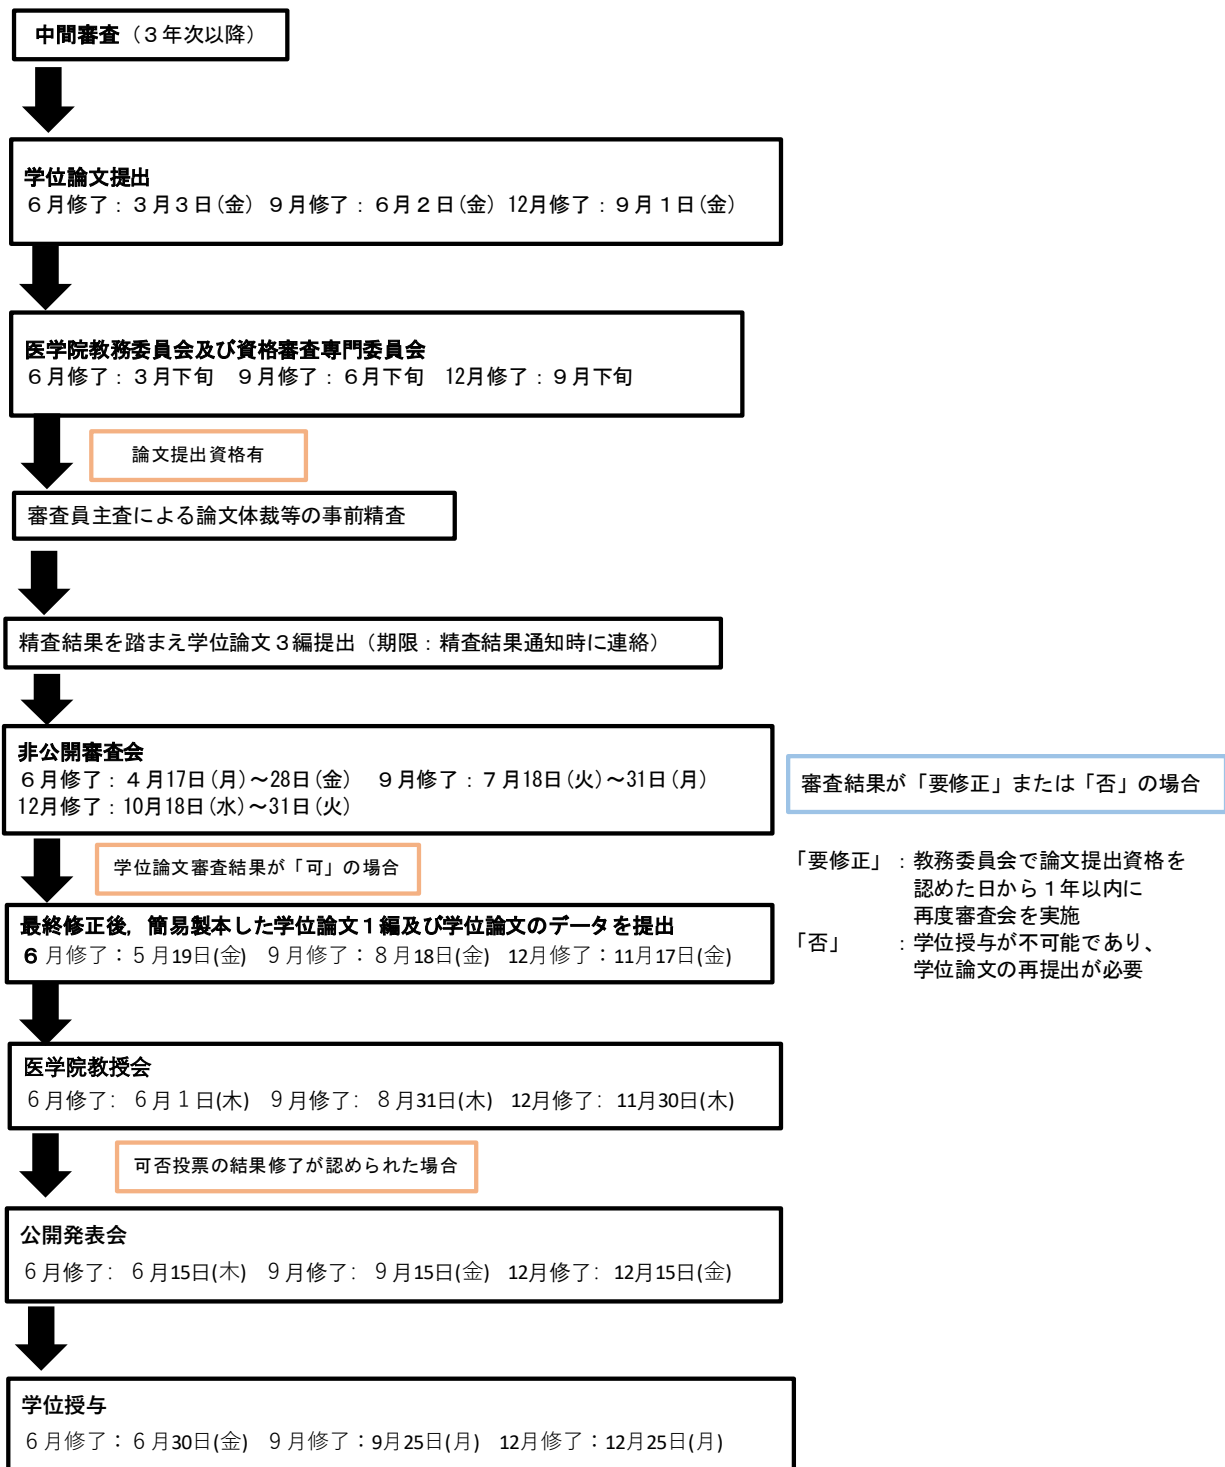 中間審査（３年次以降）
学位論文提出
６月修了：３月３日(金) ９月修了：６月２日(金) 12月修了：９月１日(金)
医学院教務委員会及び資格審査専門委員会
６月修了：３月下旬　９月修了：６月下旬　12月修了：９月下旬
論文提出資格有
審査員主査による論文体裁等の事前精査
精査結果を踏まえ学位論文３編提出（期限：精査結果通知時に連絡）
非公開審査会
６月修了：４月17日(月)～28日(金)　９月修了：７月18日(火)～31日(月)
12月修了：10月18日(水)～31日(火)
審査結果が「要修正」または「否」の場合
学位論文審査結果が「可」の場合
「要修正」：教務委員会で論文提出資格を
認めた日から１年以内に
再度審査会を実施
「否」　　：学位授与が不可能であり、
学位論文の再提出が必要
最終修正後，簡易製本した学位論文１編及び学位論文のデータを提出
６月修了：５月19日(金)　９月修了：８月18日(金)　12月修了：11月17日(金)
医学院教授会
６月修了:　６月１日(木)　９月修了:　８月31日(木)　12月修了:　11月30日(木)
可否投票の結果修了が認められた場合
公開発表会
６月修了:　６月15日(木)　９月修了:　９月15日(金)　12月修了:　12月15日(金)
学位授与
６月修了：６月30日(金)　９月修了：9月25日(月)　12月修了：12月25日(月)